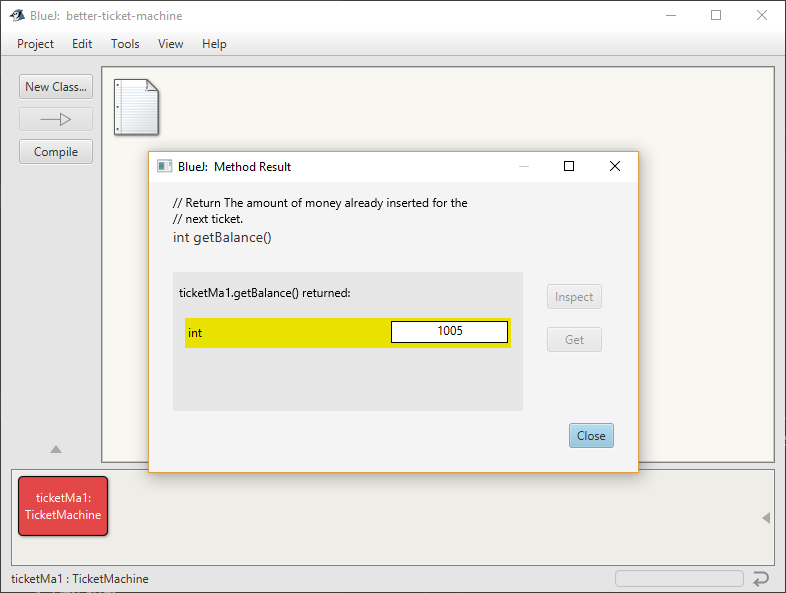 BlueJ: better-ticket-machine
Project Edit Tools View Help
New Class...
Compile
BlueJ: Method Result
// Return The amount of money already inserted for the
// next ticket.
int getBalance()
ticketMa1.getBalance() returned:
int 1005
Inspect
Get
Close
ticketMa1:
TicketMachine
ticketMa1 : TicketMachine